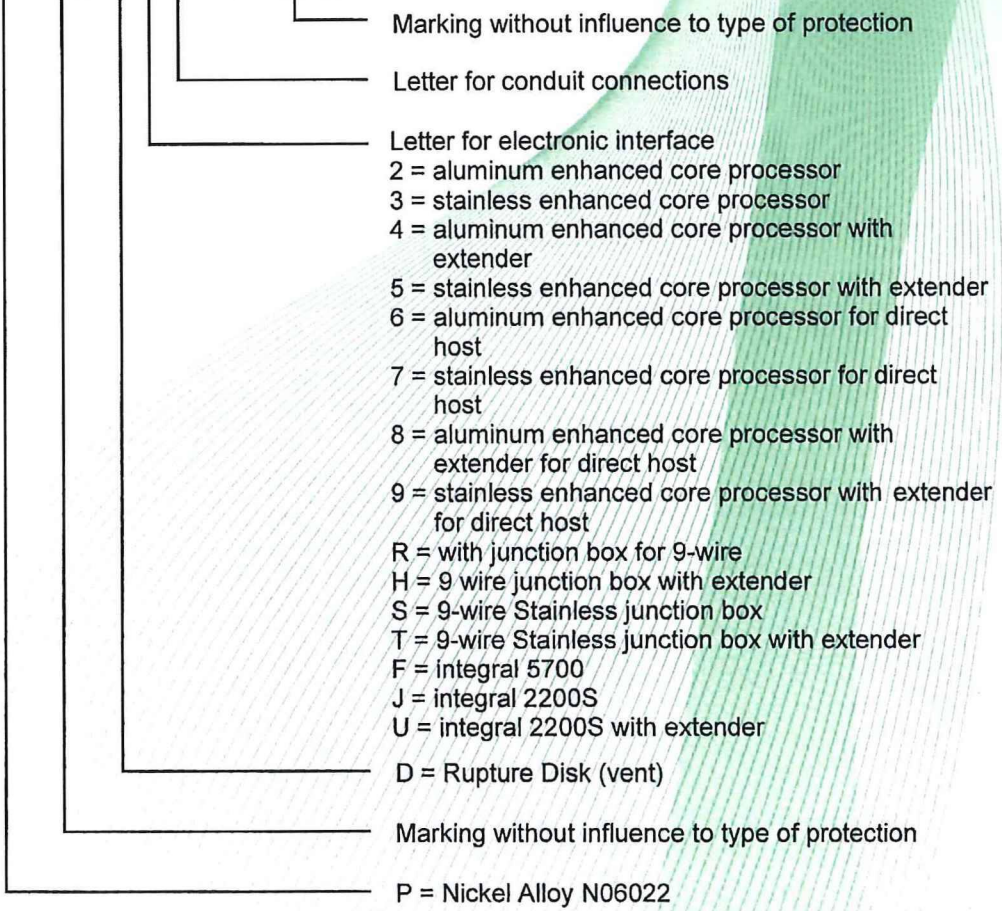 Marking without influence to type of protection
Letter for conduit connections
Letter for electronic interface
2 = aluminum enhanced core processor
3 = stainless enhanced core processor
4 = aluminum enhanced core processor with
extender
5 = stainless enhanced core processor with extender
6 = aluminum enhanced core processor for direct
host
7 = stainless enhanced core processor for direct
host
8 = aluminum enhanced core processor with
extender for direct host
9 = stainless enhanced core processor with extender
for direct host
R = with junction box for 9-wire
H = 9 wire junction box with extender
S = 9-wire Stainless junction box
T = 9-wire Stainless junction box with extender
F = integral 5700
J = integral 2200S
U = integral 2200S with extender
D = Rupture Disk (vent)
Marking without influence to type of protection
P = Nickel Alloy N06022